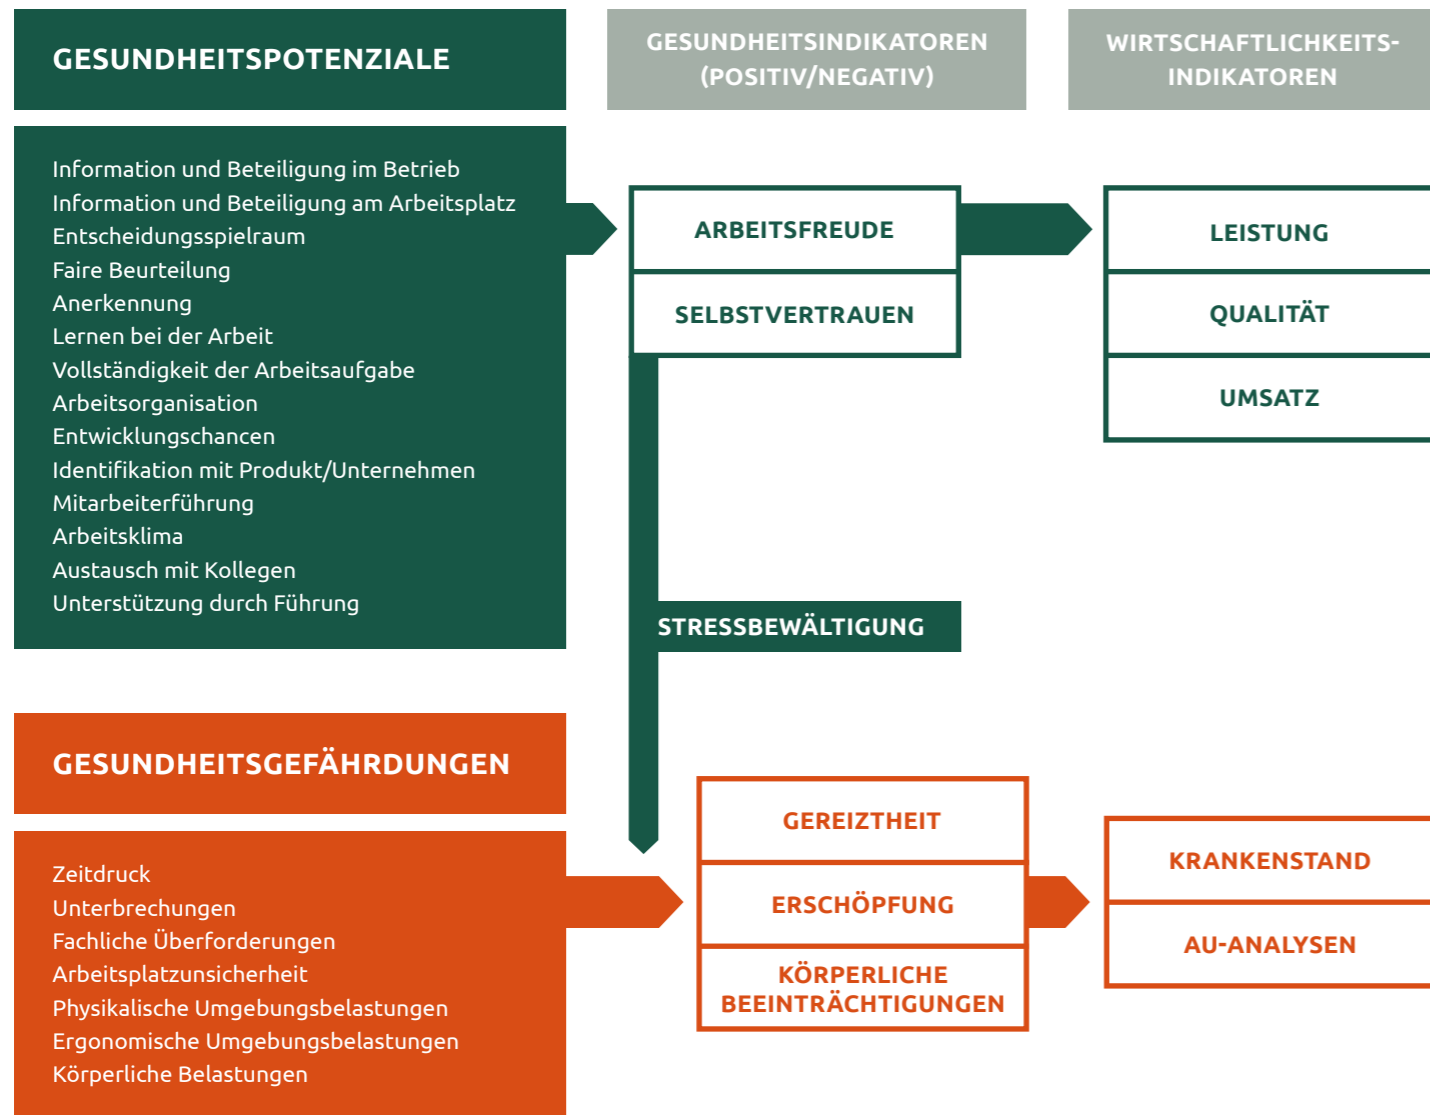 GESUNDHEITSPOTENZIALE
GESUNDHEITSINDIKATOREN
(POSITIV/NEGATIV)
WIRTSCHAFTLICHKEITS-
INDIKATOREN
Information und Beteiligung im Betrieb
Information und Beteiligung am Arbeitsplatz
Entscheidungsspielraum
Faire Beurteilung
Anerkennung
Lernen bei der Arbeit
Vollständigkeit der Arbeitsaufgabe
Arbeitsorganisation
Entwicklungschancen
Identifikation mit Produkt/Unternehmen
Mitarbeiterführung
Arbeitsklima
Austausch mit Kollegen
Unterstützung durch Führung
ARBEITSFREUDE
SELBSTVERTRAUEN
LEISTUNG
QUALITÄT
UMSATZ
STRESSBEWÄLTIGUNG
GESUNDHEITSGEFÄHRDUNGEN
Zeitdruck
Unterbrechungen
Fachliche Überforderungen
Arbeitsplatzunsicherheit
Physikalische Umgebungsbelastungen
Ergonomische Umgebungsbelastungen
Körperliche Belastungen
GEREIZTHEIT
ERSCHÖPFUNG
KÖRPERLICHE
BEEINTRÄCHTIGUNGEN
KRANKENSTAND
AU-ANALYSEN